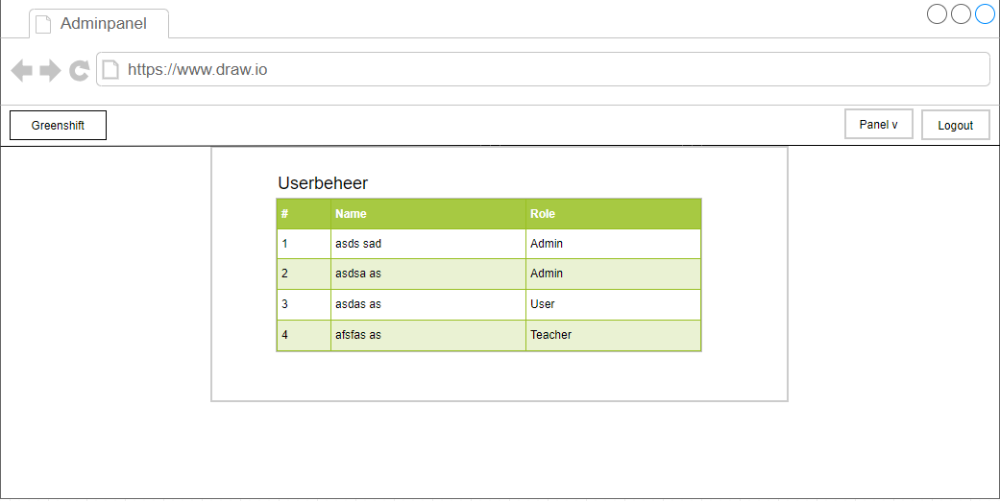 Adminpanel
https://www.draw.io
Greenshift Panel v Logout
Userbeheer
# Name Role
1 asds sad Admin
2 asdsa as Admin
3 asdas as User
4 afsfas as Teacher